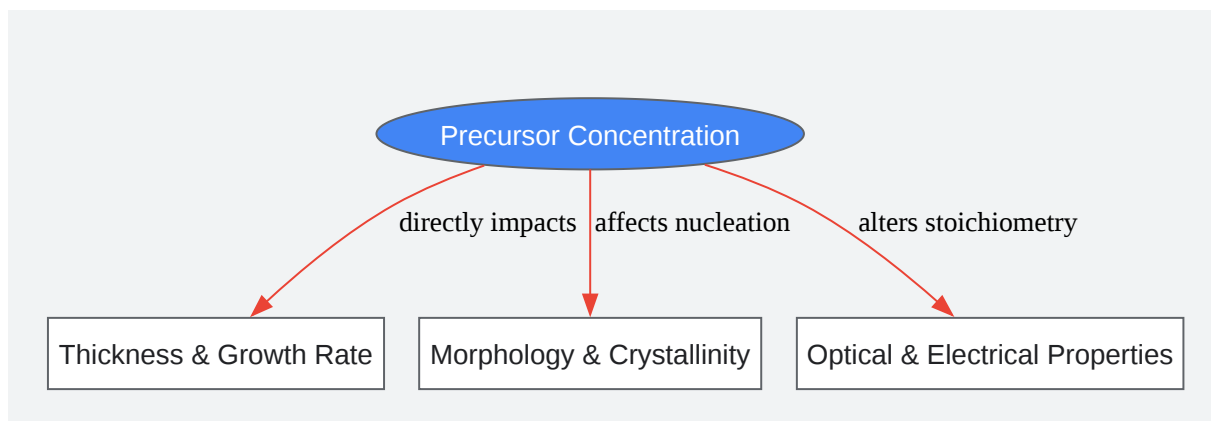 Precursor Concentration
directly impacts
affects nucleation
alters stoichiometry
Thickness & Growth Rate
Morphology & Crystallinity
Optical & Electrical Properties